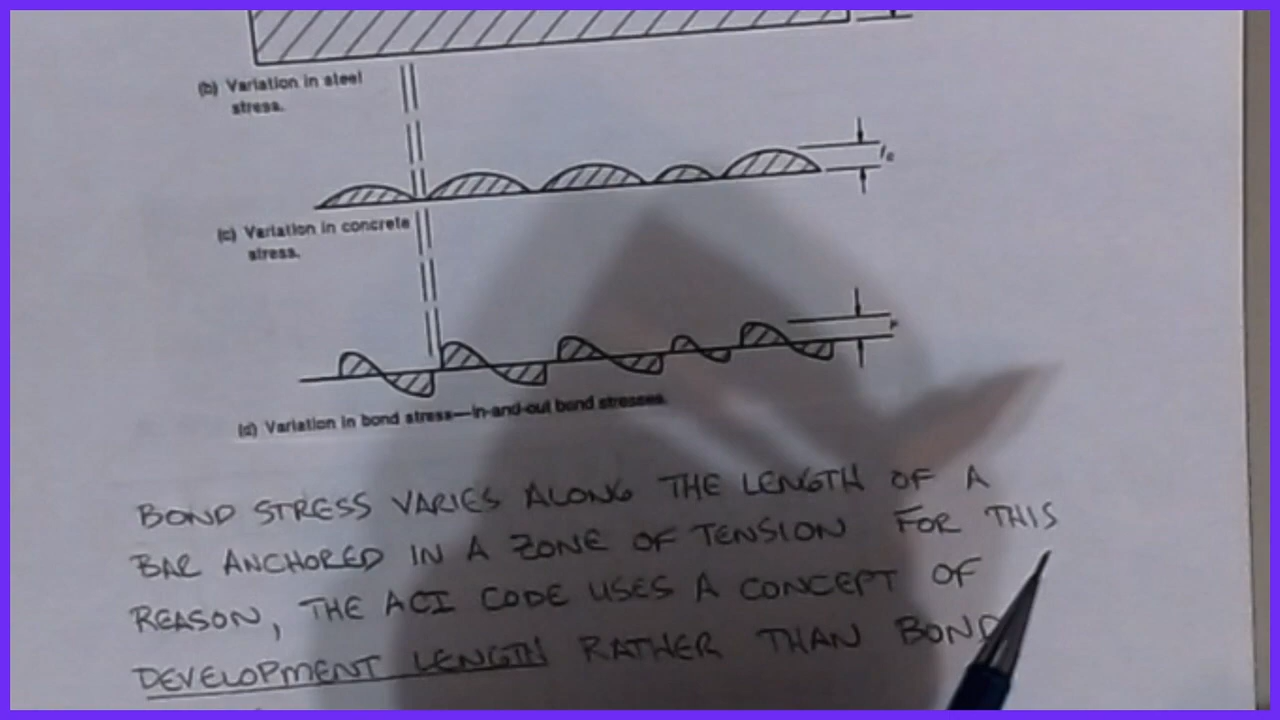 (b) Variation in steel
stress.
(c) Variation in concrete
stress.
(d) Variation in bond stress—in-and-out bond stresses.
BOND STRESS VARIES ALONG THE LENGTH OF A
BAR ANCHORED IN A ZONE OF TENSION FOR THIS
REASON, THE ACI CODE USES A CONCEPT OF
DEVELOPMENT LENGTH RATHER THAN BOND